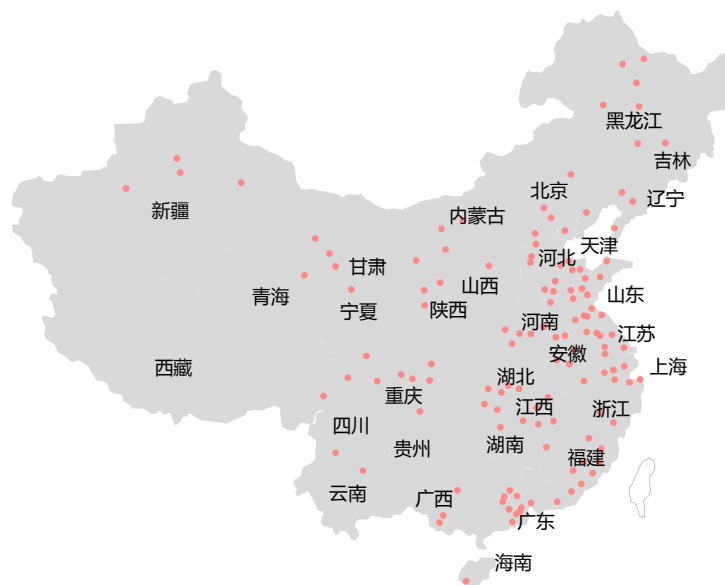 黑龙江
吉林
北京
辽宁
新疆
内蒙古
天津
河北
甘肃
青海
山西
山东
宁夏
陕西
河南
江苏
安徽
西藏
上海
湖北
重庆
江西
浙江
四川
贵州
湖南
福建
云南
广西
广东
海南